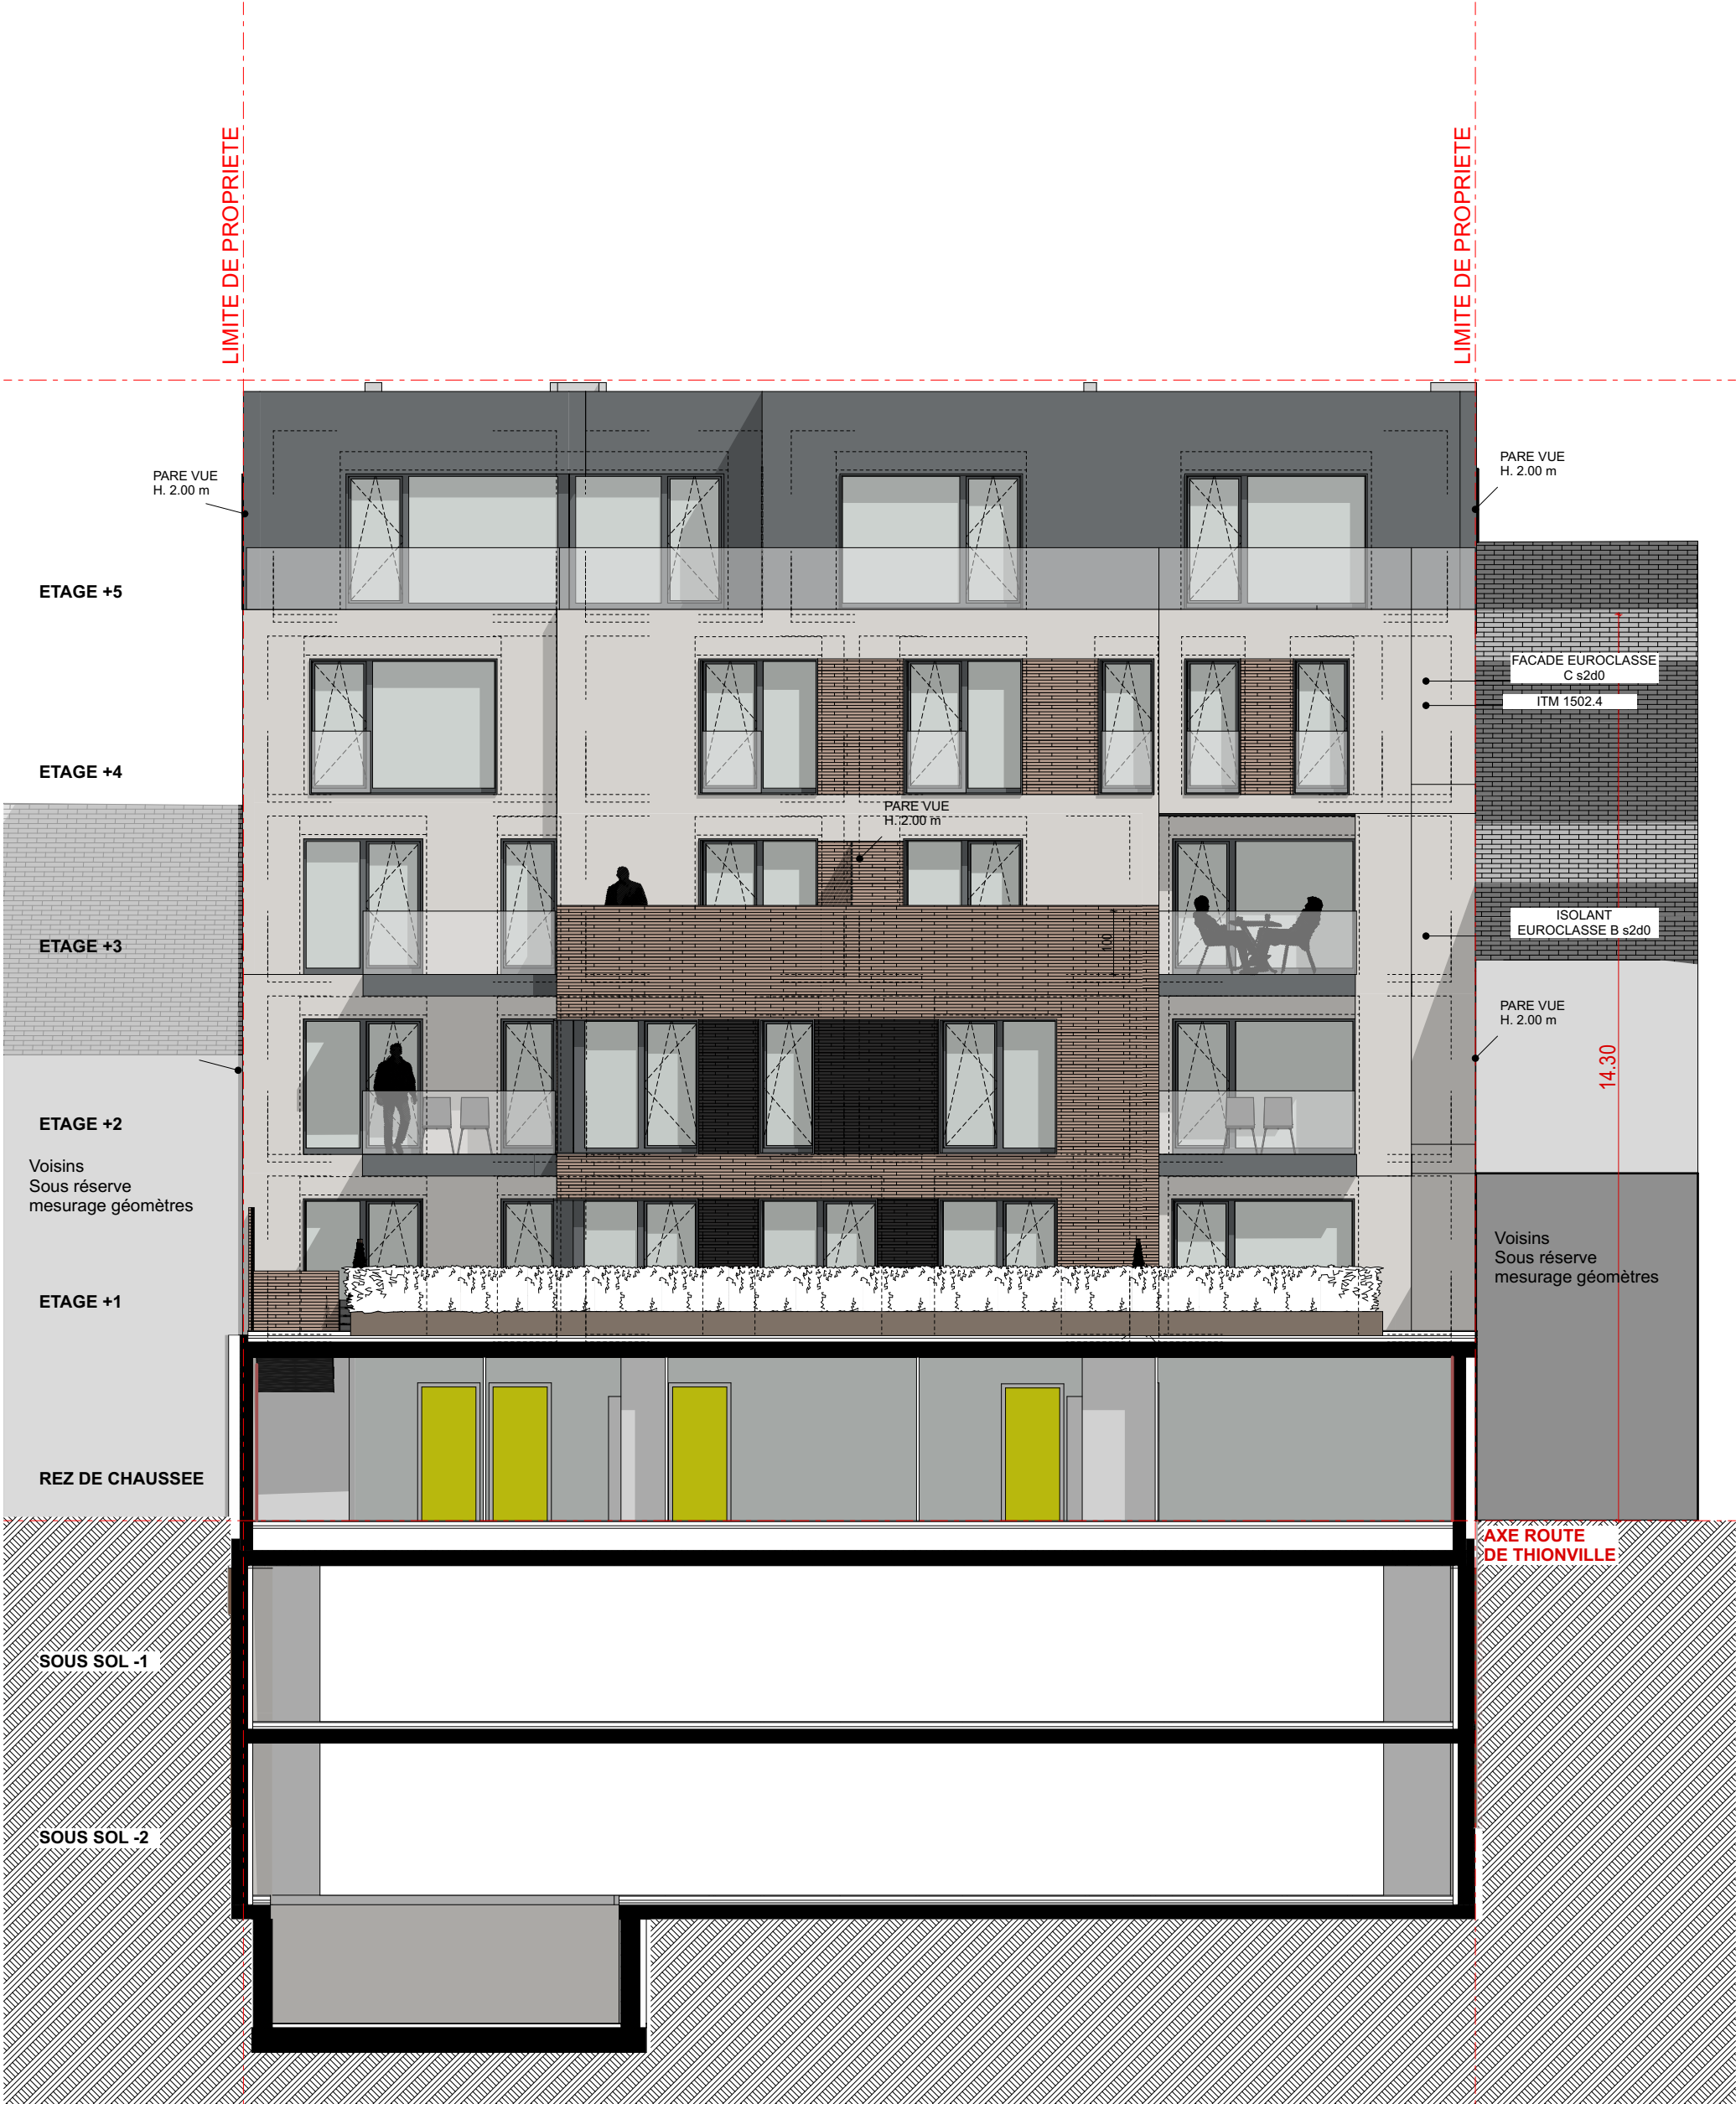 LIMITE DE PROPRIETE
LIMITE DE PROPRIETE
PARE VUE
H. 2.00 m
PARE VUE
H. 2.00 m
ETAGE +5
FACADE EUROCLASSE
C s2d0
ITM 1502.4
ETAGE +4
PARE VUE
H. 2.00 m
ETAGE +3
100
ISOLANT
EUROCLASSE B s2d0
PARE VUE
H. 2.00 m
14.30
ETAGE +2
Voisins
Sous réserve
mesurage géomètres
Voisins
Sous réserve
mesurage géomètres
ETAGE +1
REZ DE CHAUSSEE
AXE ROUTE
DE THIONVILLE
SOUS SOL -1
SOUS SOL -2